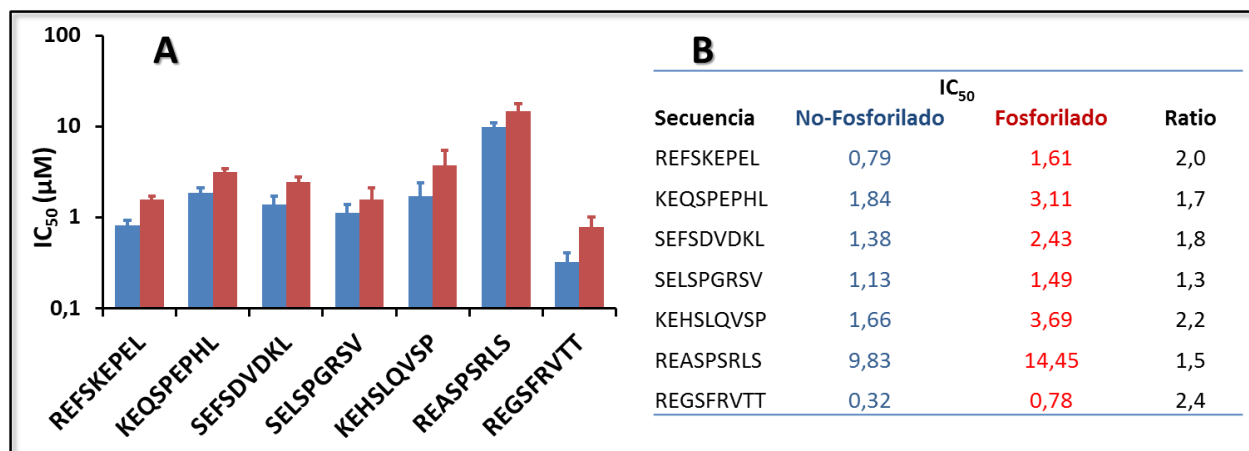 A
IC₅₀ (µM)
100
10
1
0,1
REFSKEPEL
KEQSPEPHL
SEFSDVDKL
SELSPGRSV
KEHSLQVSP
REASPSRLS
REGSFRVTT
B
IC₅₀
Secuencia No-Fosforilado Fosforilado Ratio
REFSKEPEL 0,79 1,61 2,0
KEQSPEPHL 1,84 3,11 1,7
SEFSDVDKL 1,38 2,43 1,8
SELSPGRSV 1,13 1,49 1,3
KEHSLQVSP 1,66 3,69 2,2
REASPSRLS 9,83 14,45 1,5
REGSFRVTT 0,32 0,78 2,4